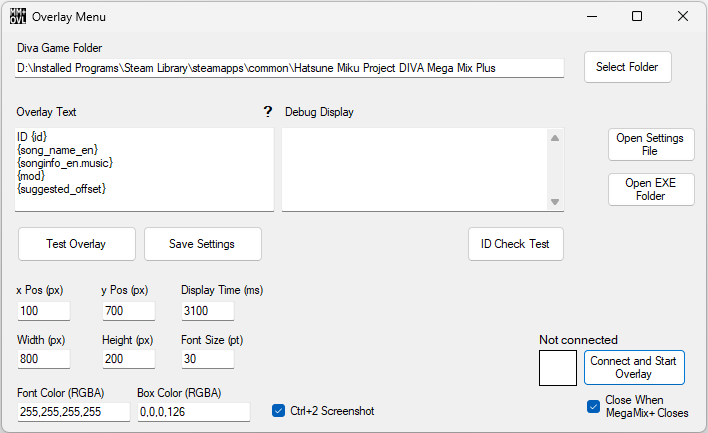 MM+
OVL
Overlay Menu
Diva Game Folder
D:\Installed Programs\Steam Library\steamapps\common\Hatsune Miku Project DIVA Mega Mix Plus
Select Folder
Overlay Text
?
Debug Display
ID {id}
{song_name_en}
{songinfo_en.music}
{mod}
{suggested_offset}
Open Settings
File
Open EXE
Folder
Test Overlay
Save Settings
ID Check Test
x Pos (px)
y Pos (px)
Display Time (ms)
100
700
3100
Width (px)
Height (px)
Font Size (pt)
800
200
30
Not connected
Connect and Start
Overlay
Font Color (RGBA)
Box Color (RGBA)
255,255,255,255
0,0,0,126
Ctrl+2 Screenshot
Close When
MegaMix+ Closes